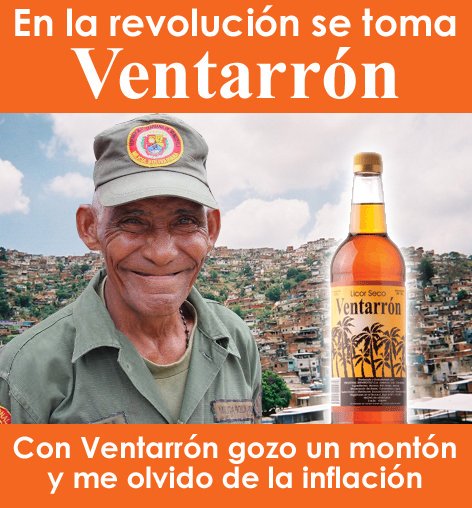 En la revolución se toma
Ventarrón
Licor Seco
Ventarrón
Con Ventarrón gozo un montón
y me olvido de la inflación